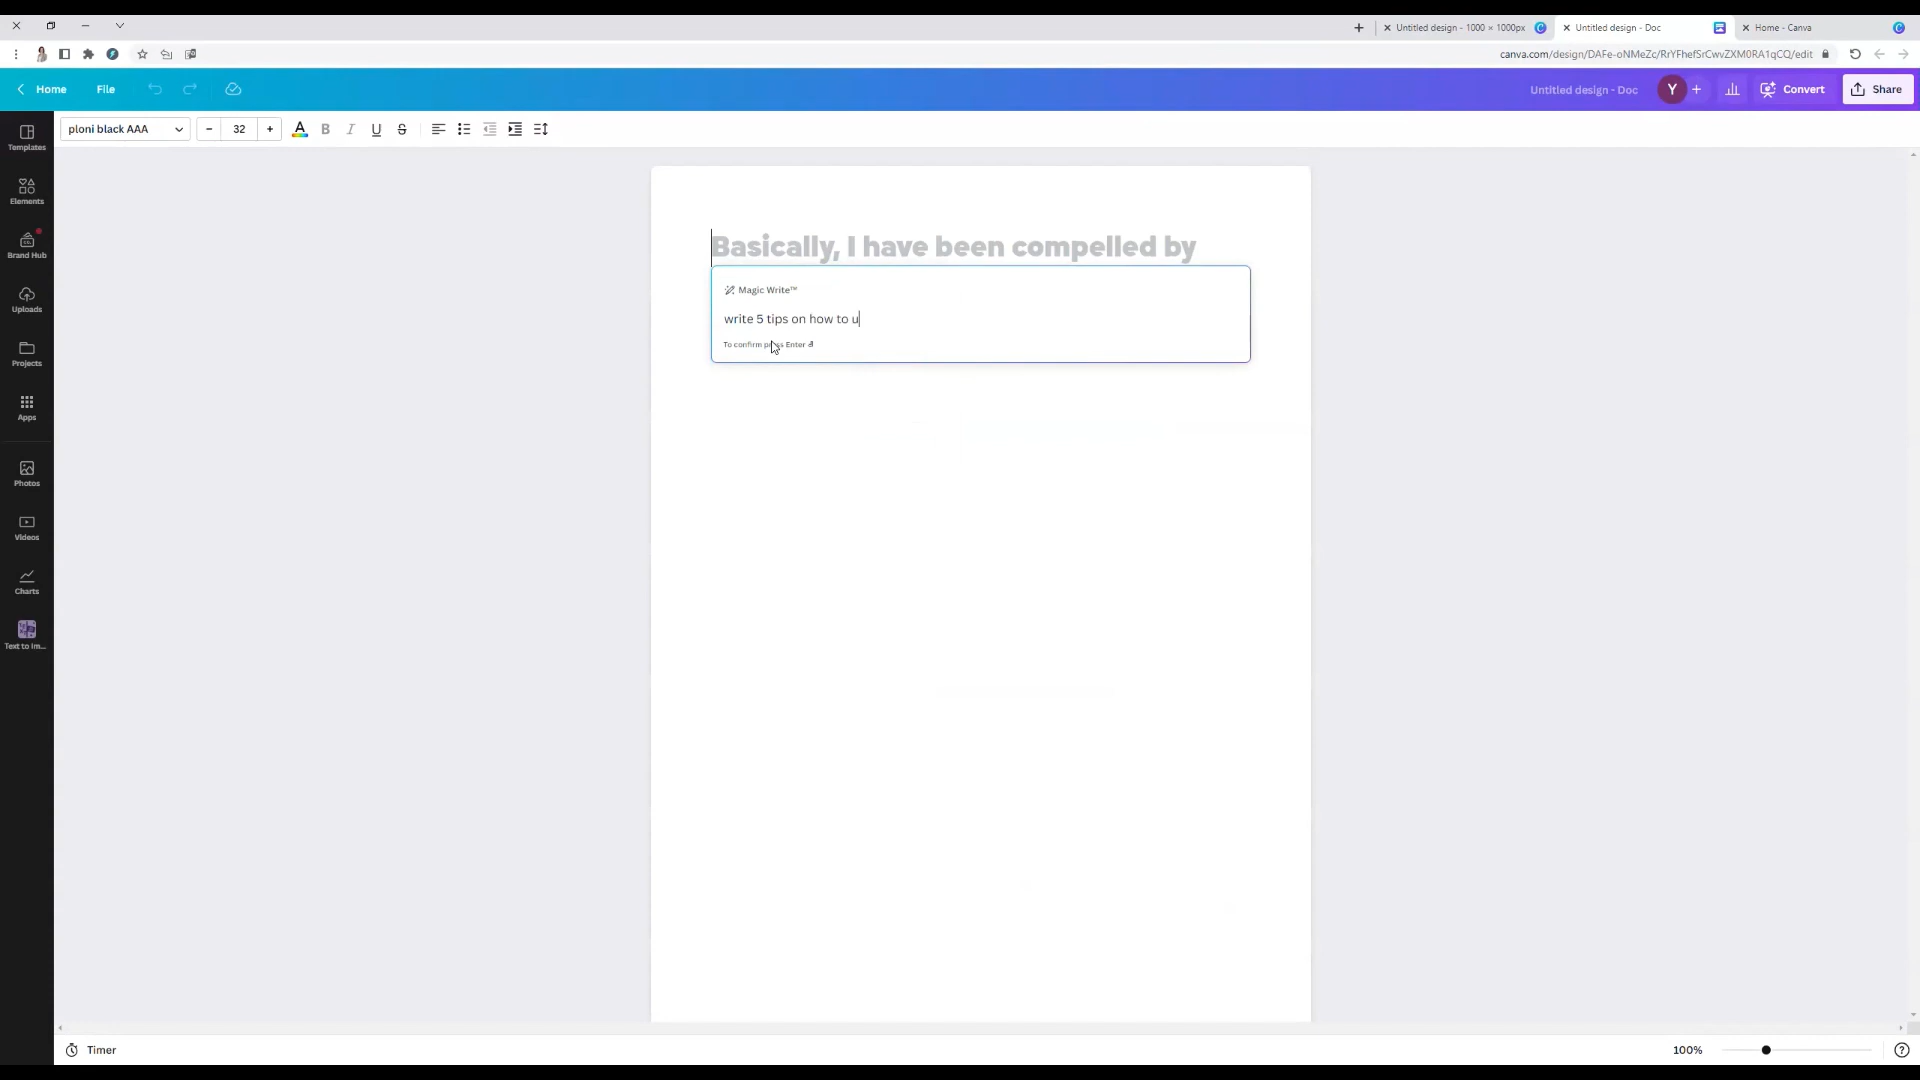 Untitled design - 1000 × 1000px
Untitled design - Doc
Home - Canva
canva.com/design/DAFe-oNMeZc/RrYFhefSrCwvZXM0RA1qCQ/edit
Home
File
Untitled design - Doc
Y
Convert
Share
ploni black AAA
32
Templates
Elements
Brand Hub
Uploads
Projects
Apps
Photos
Videos
Charts
Text to Im...
Basically, I have been compelled by
Magic Write™
write 5 tips on how to u
To confirm press Enter
Timer
100%